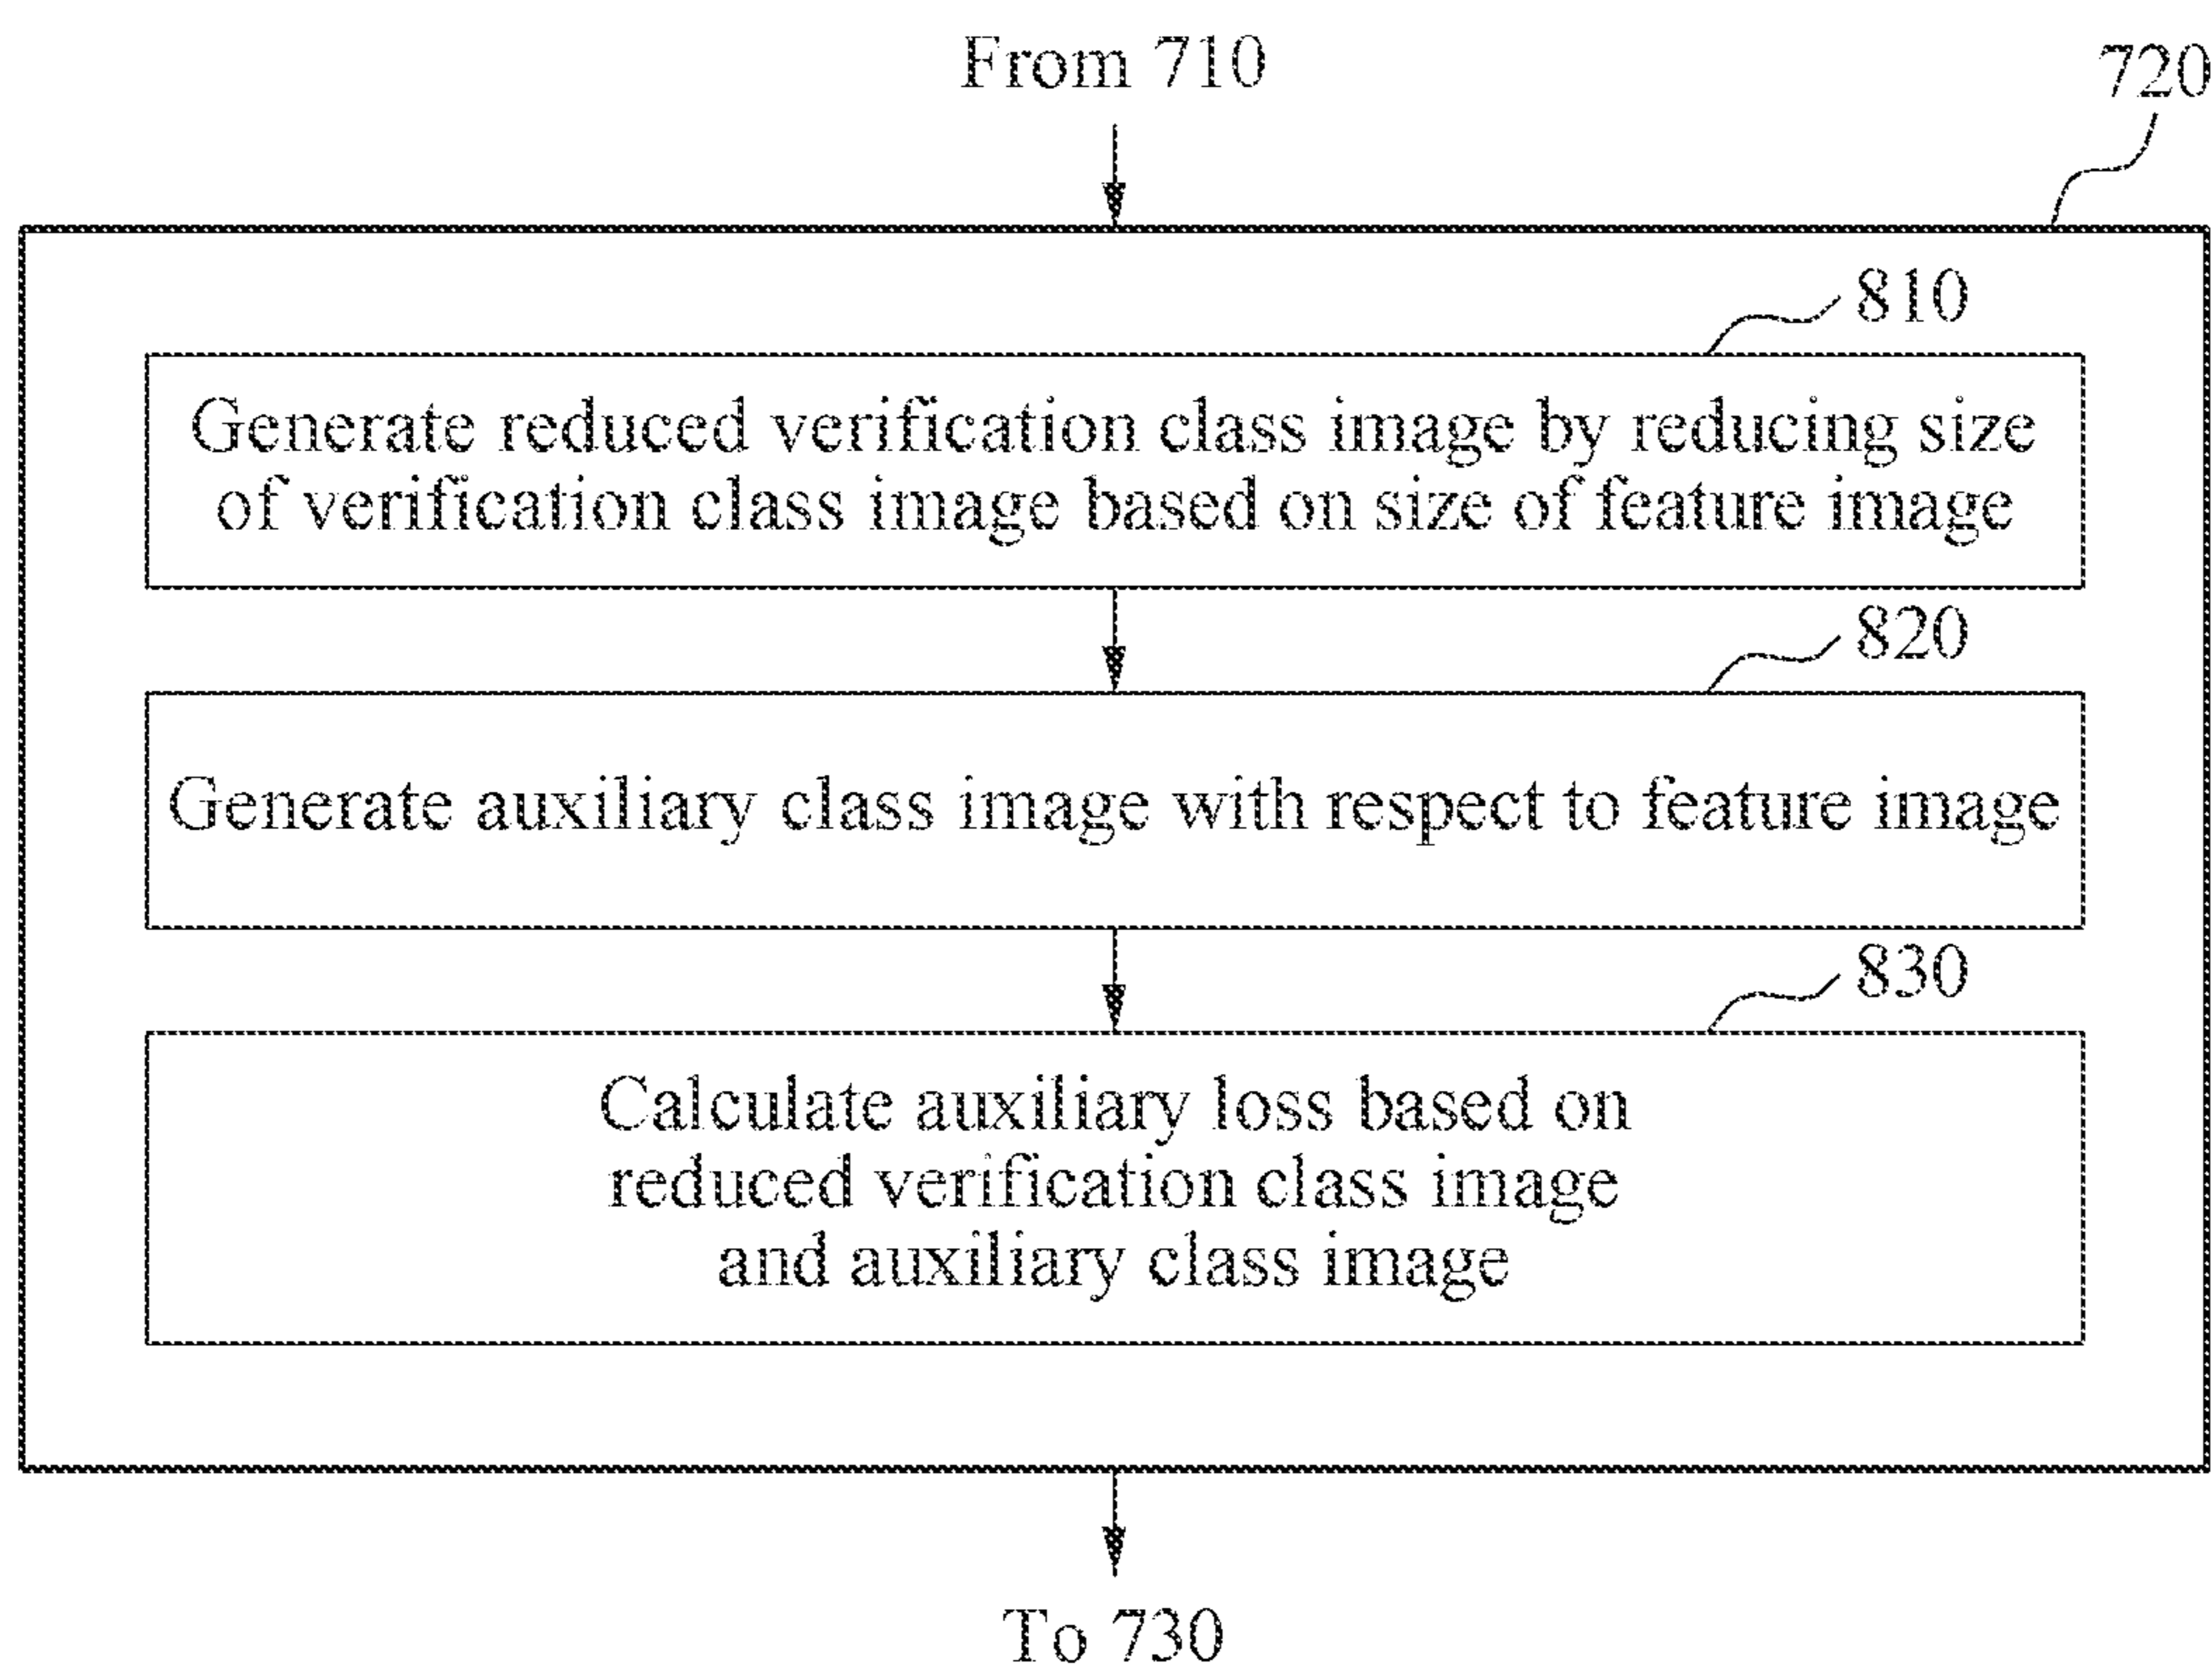 From 710
720
810
Generate reduced verification class image by reducing size
of verification class image based on size of feature image
820
Generate auxiliary class image with respect to feature image
830
Calculate auxiliary loss based on
reduced verification class image
and auxiliary class image
To 730